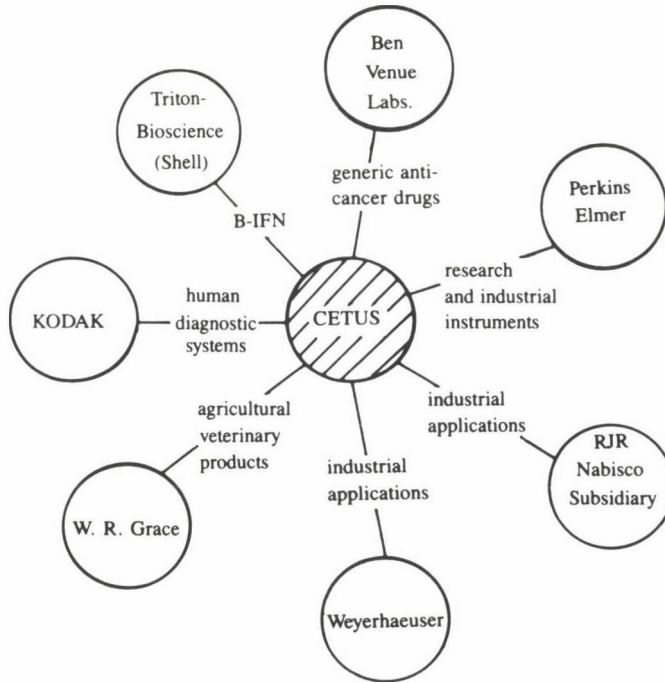 Ben
Venue
Labs.
Triton-
Bioscience
(Shell)
generic anti-
cancer drugs
Perkins
Elmer
B-IFN
research
and industrial
instruments
KODAK
human
diagnostic
systems
CETUS
agricultural
veterinary
products
industrial
applications
industrial
applications
RJR
Nabisco
Subsidiary
W. R. Grace
Weyerhaeuser